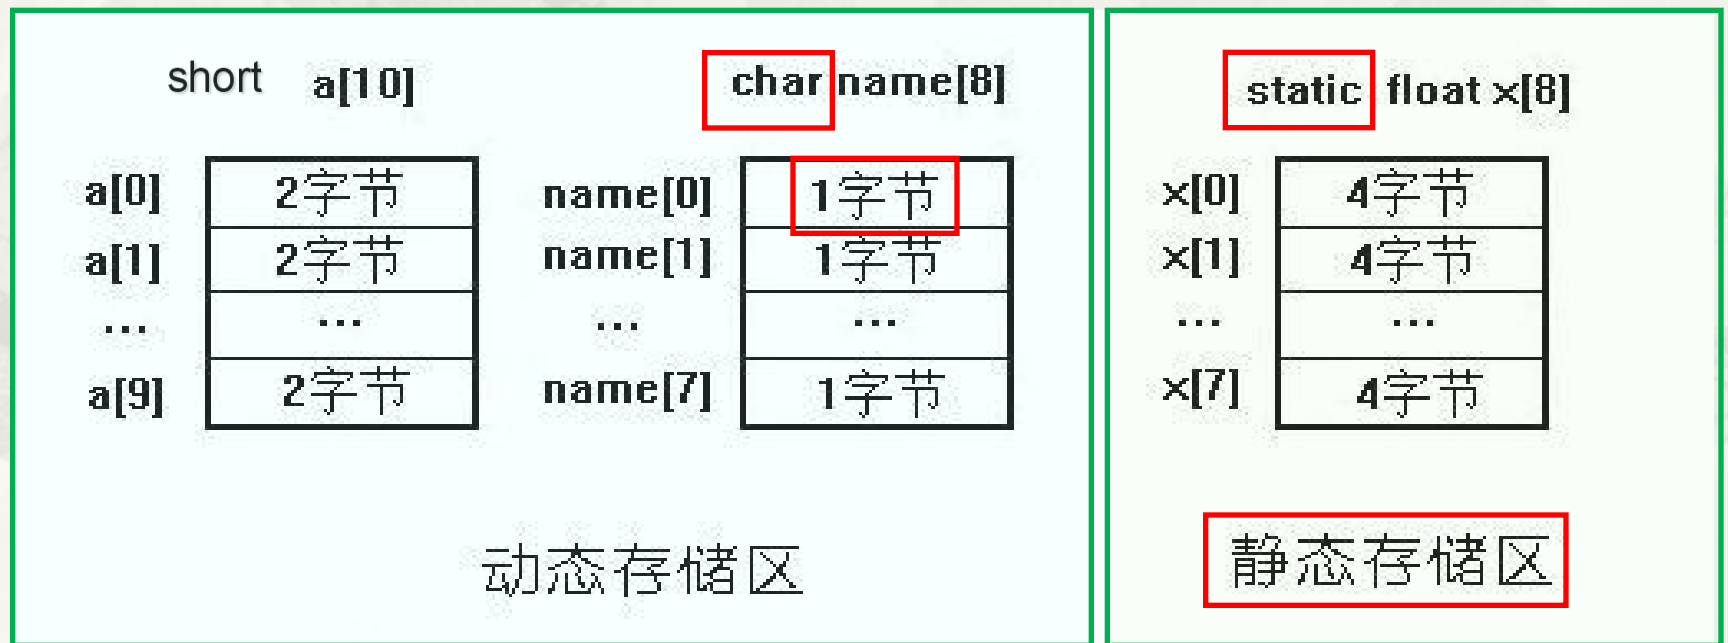 short a[10]
char name[8]
static float x[8]
a[0] 2字节
a[1] 2字节
... ...
a[9] 2字节
name[0] 1字节
name[1] 1字节
... ...
name[7] 1字节
x[0] 4字节
x[1] 4字节
... ...
x[7] 4字节
动态存储区
静态存储区